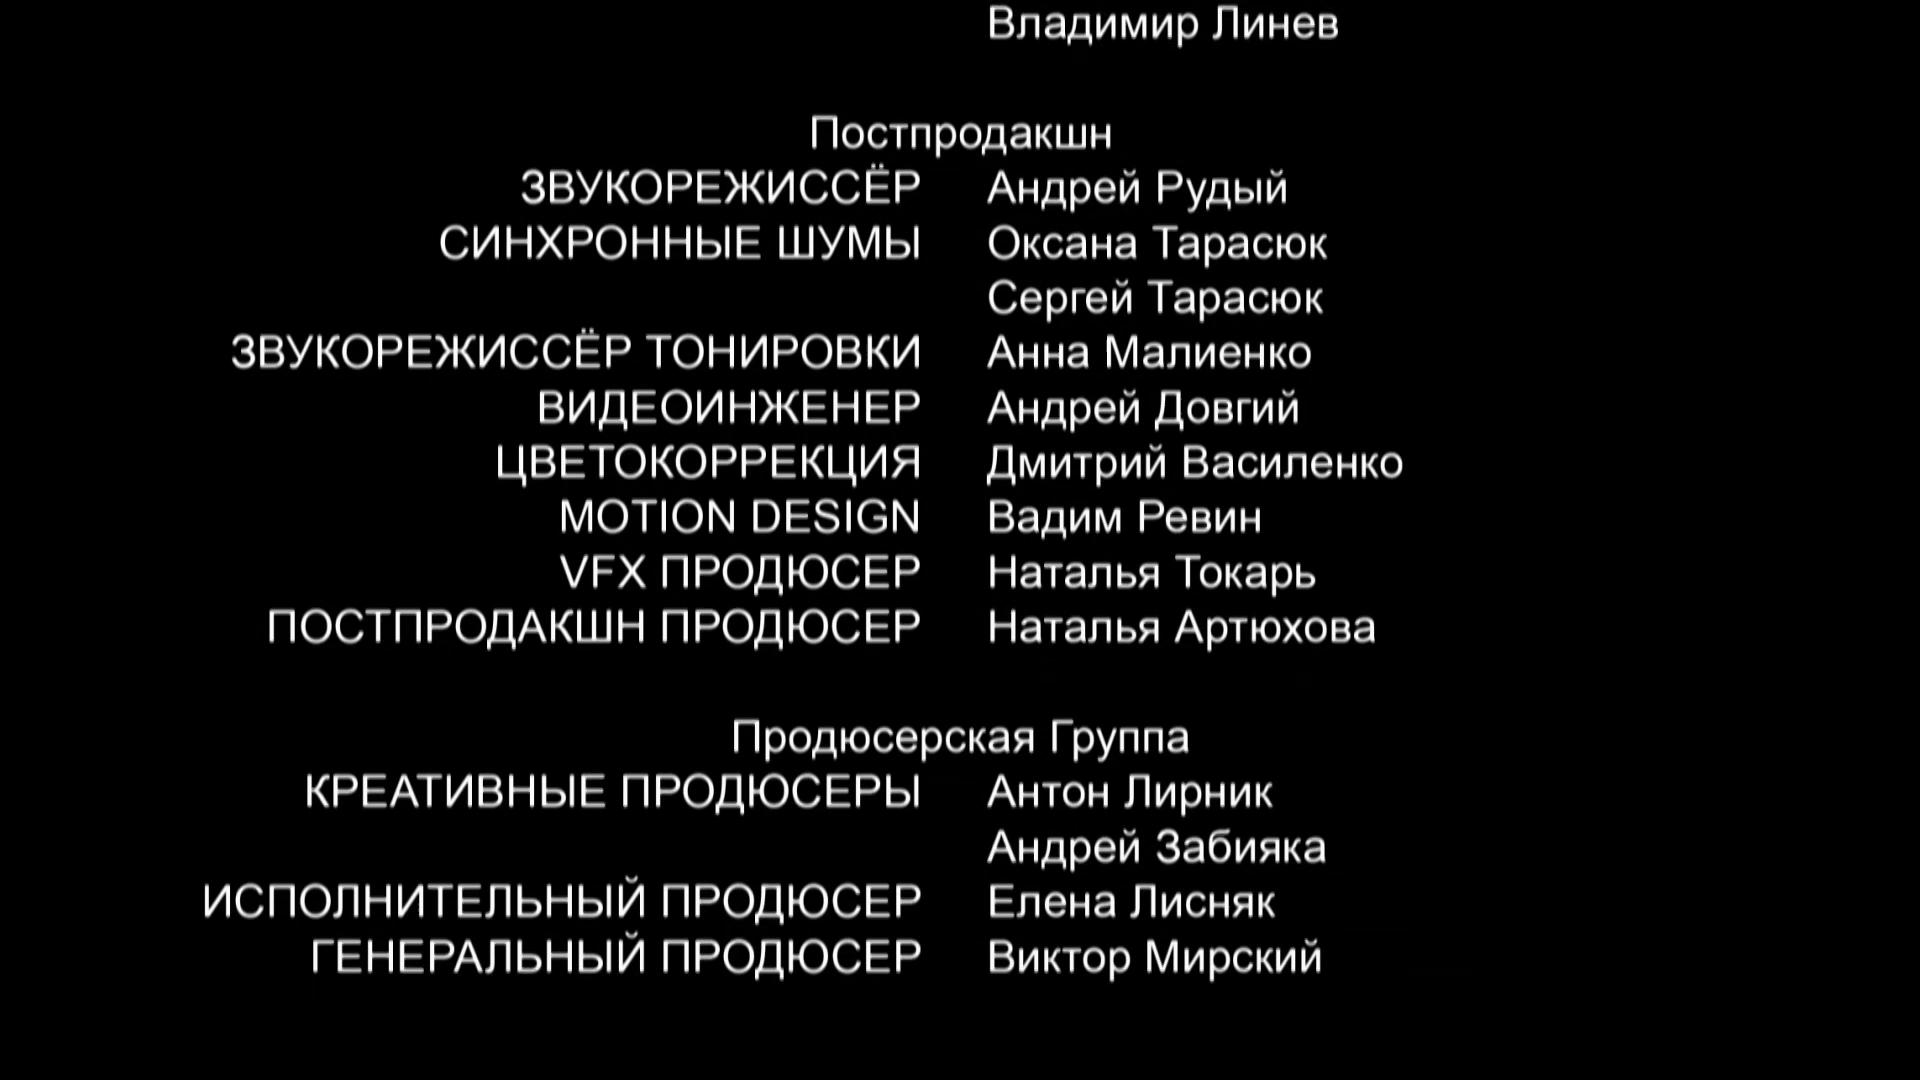 Владимир Линев
Постпродакшн
ЗВУКОРЕЖИССЁР Андрей Рудый
СИНХРОННЫЕ ШУМЫ Оксана Тарасюк
Сергей Тарасюк
ЗВУКОРЕЖИССЁР ТОНИРОВКИ Анна Малиенко
ВИДЕОИНЖЕНЕР Андрей Довгий
ЦВЕТОКОРРЕКЦИЯ Дмитрий Василенко
MOTION DESIGN Вадим Ревин
VFX ПРОДЮСЕР Наталья Токарь
ПОСТПРОДАКШН ПРОДЮСЕР Наталья Артюхова
Продюсерская Группа
КРЕАТИВНЫЕ ПРОДЮСЕРЫ Антон Лирник
Андрей Забияка
ИСПОЛНИТЕЛЬНЫЙ ПРОДЮСЕР Елена Лисняк
ГЕНЕРАЛЬНЫЙ ПРОДЮСЕР Виктор Мирский